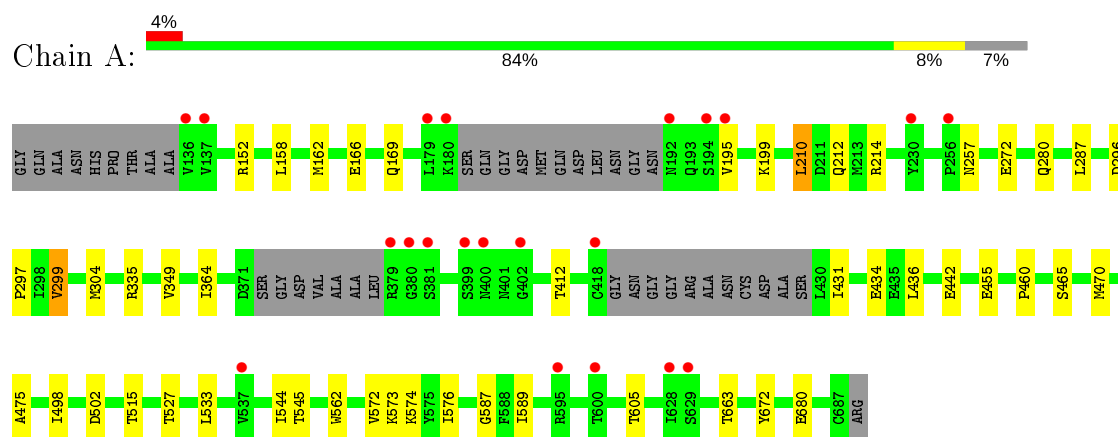 4%
Chain A:
84% 8% 7%
GLY GLN ALA ASN HIS PRO THR ALA ALA V136 V137 R152 L158 M162 E166 Q169 L179 K180 SER GLN GLY ASP MET GLN ASP LEU ASN GLY ASN N192 Q193 S194 V195 K199 L210 D211 Q212 M213 R214 Y230 P256 N257 E272 Q280 L287 D296
P297 I298 V299 M304 R335 V349 I364 D371 SER GLY ASP VAL ALA ALA LEU R379 G380 S381 S399 N400 N401 G402 T412 C418 GLY ASN GLY GLY ARG ALA ASN CYS ASP ALA SER L430 I431 E434 E435 L436 E442 E455 P460 S465 M470
A475 I498 D502 T515 T527 L533 V537 I544 T545 W562 V572 K573 K574 Y575 I576 G587 F588 I589 R595 T600 T605 I628 S629 T663 Y672 E680 C687 ARG